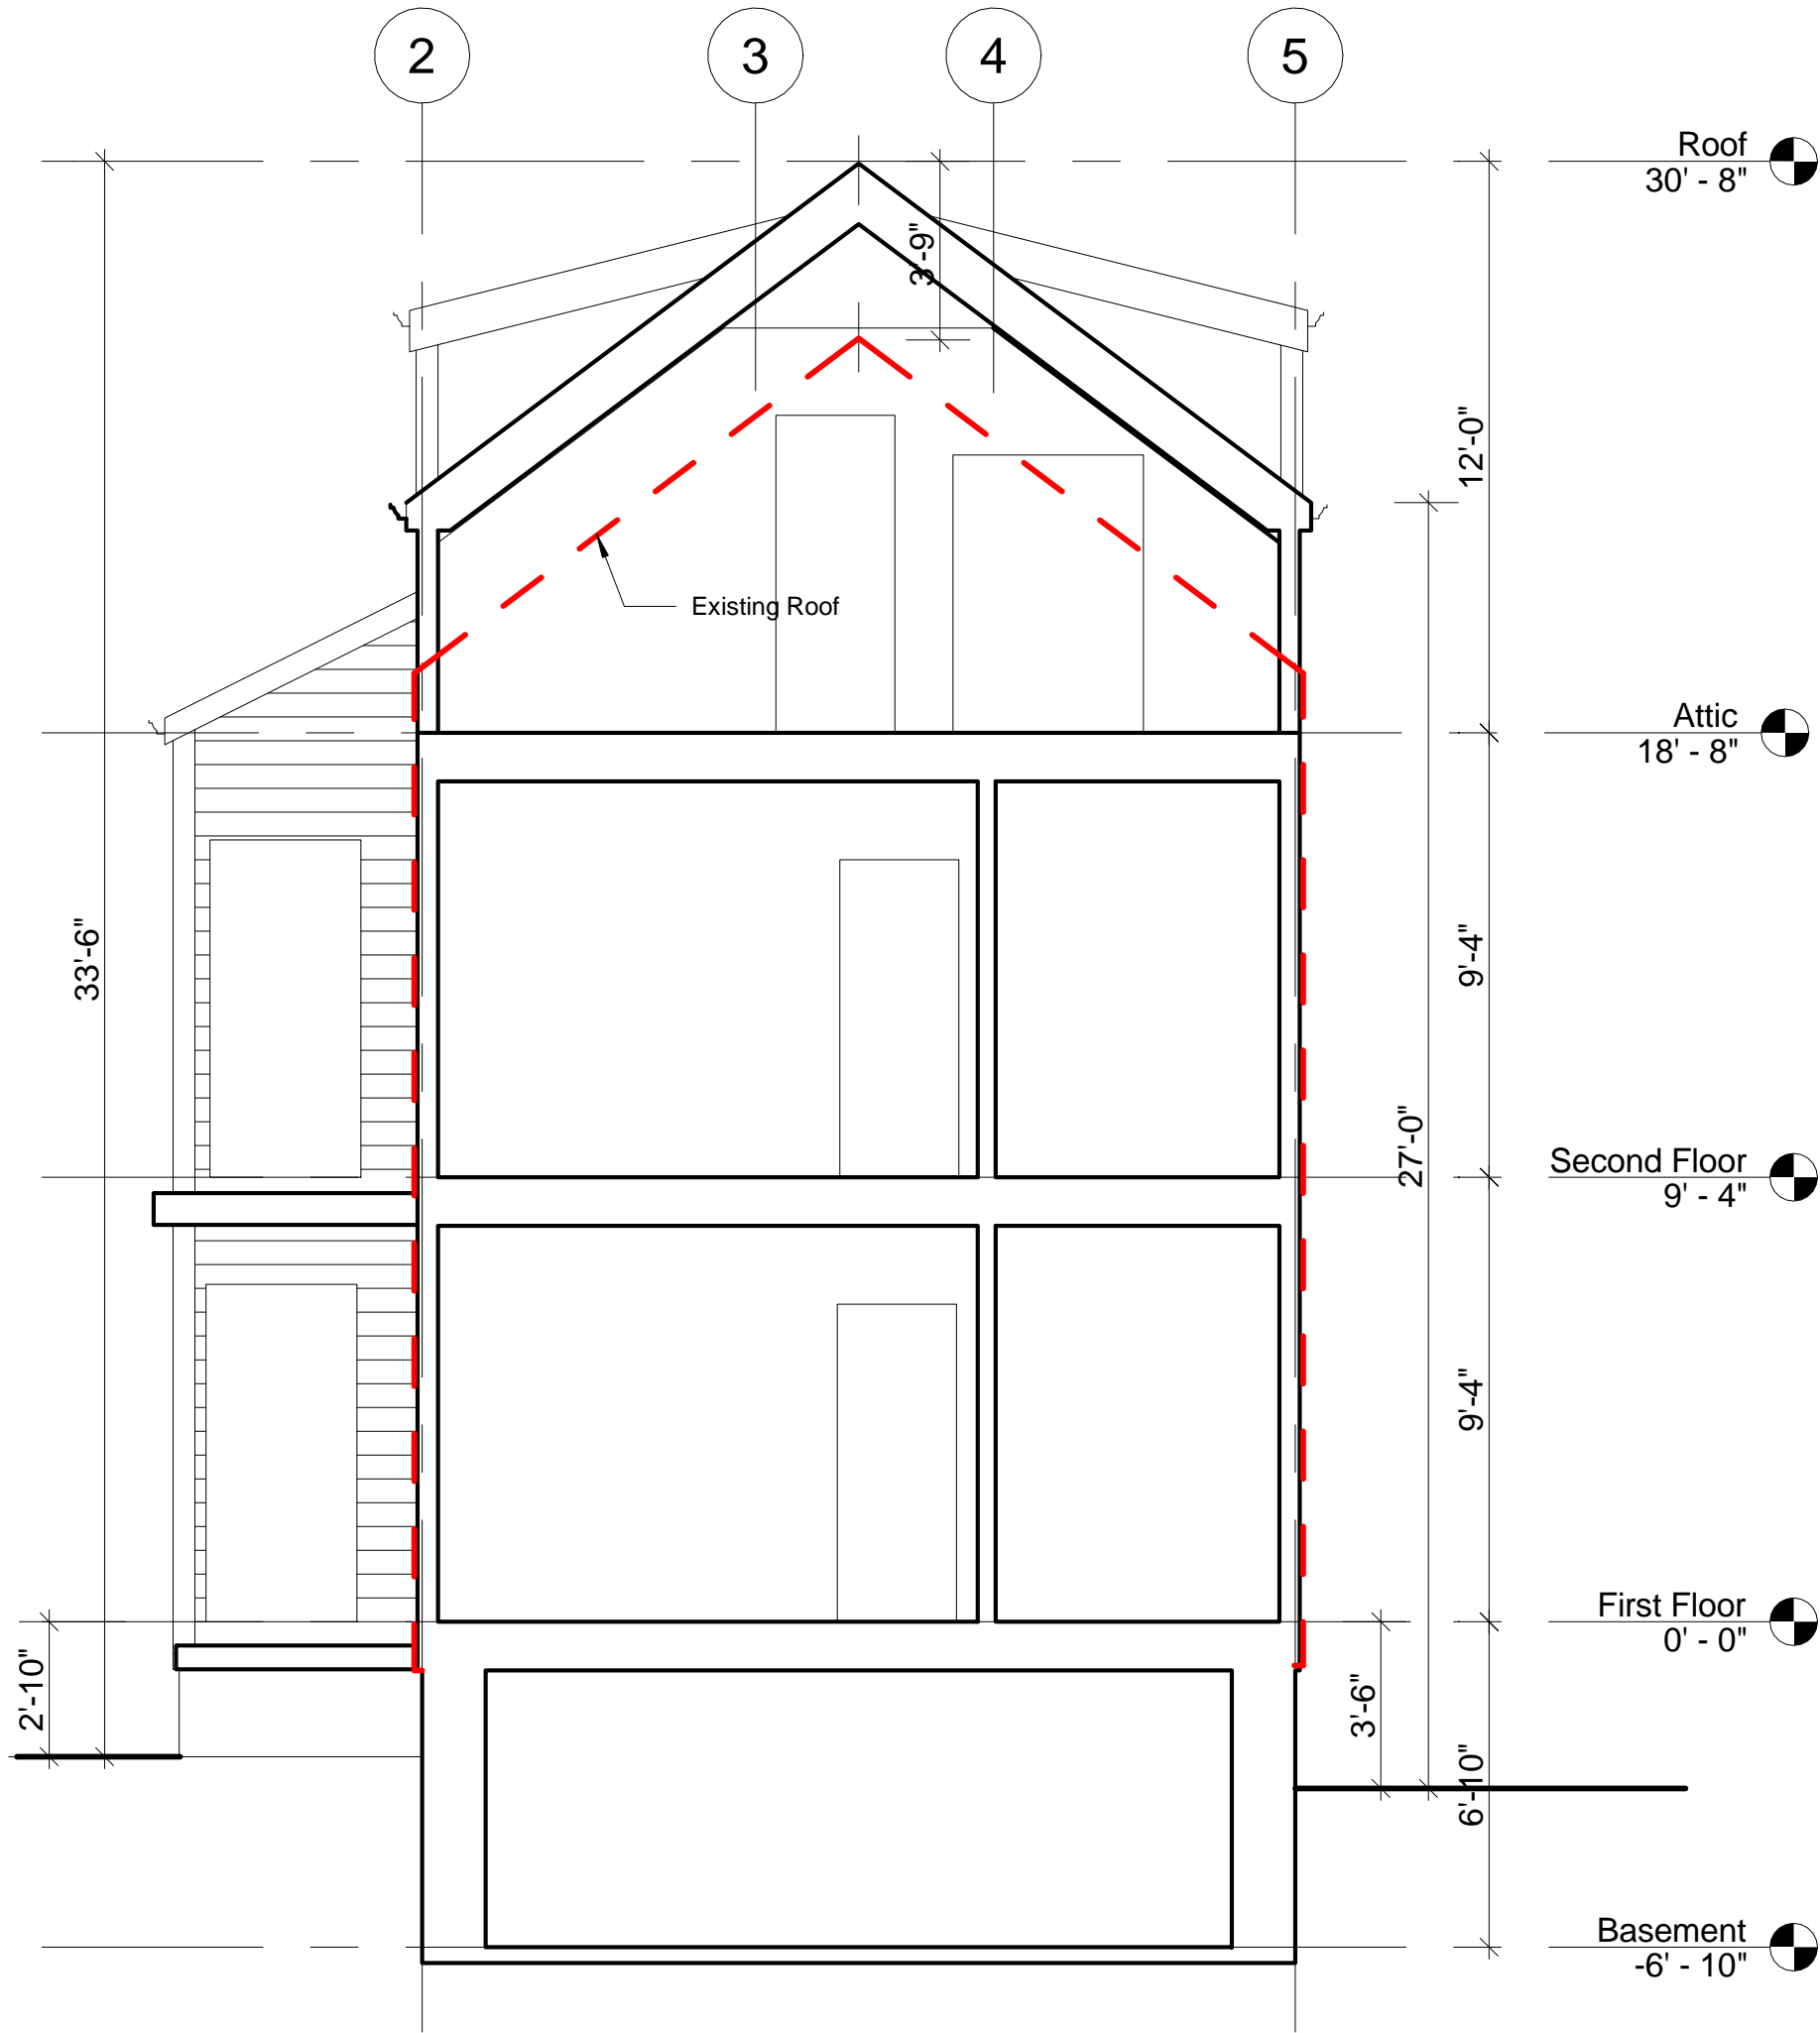 2
3
4
5
Roof
30' - 8"
3'-9"
12'-0"
Existing Roof
Attic
18' - 8"
33'-6"
9'-4"
27'-0"
Second Floor
9' - 4"
9'-4"
First Floor
0' - 0"
2'-10"
3'-6"
6'-10"
Basement
-6' - 10"